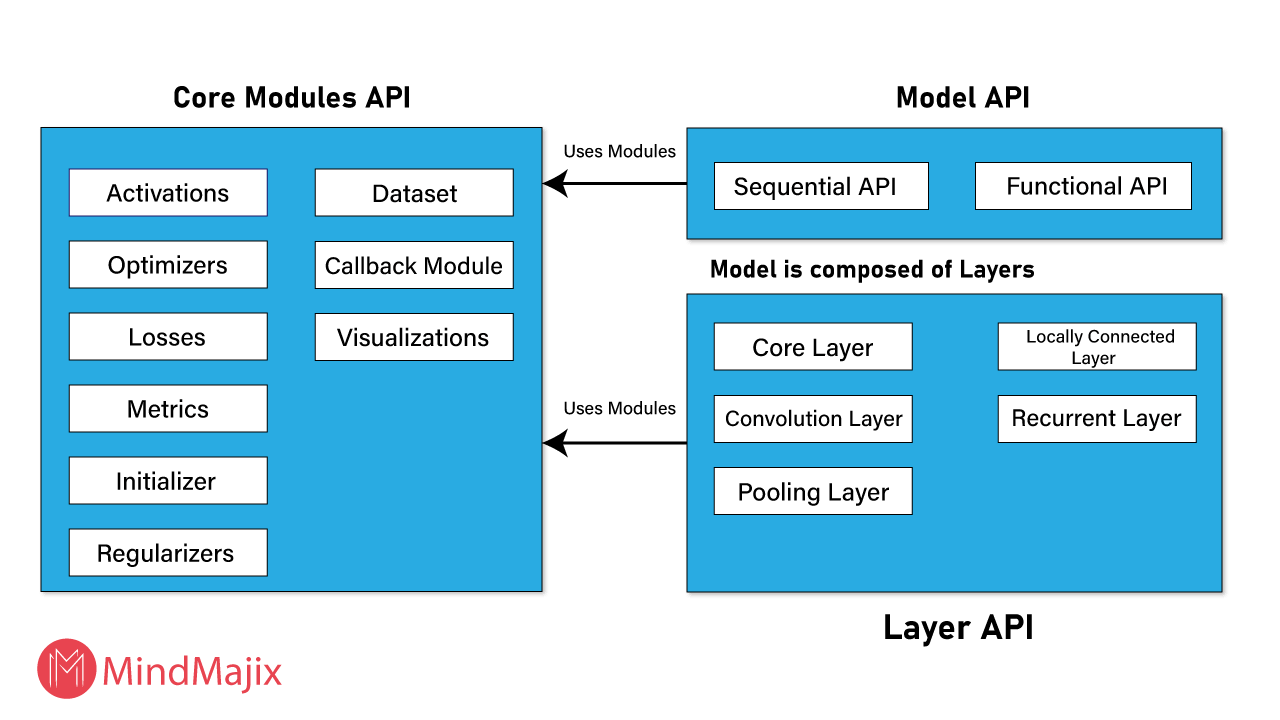 Core Modules API
Activations
Dataset
Optimizers
Callback Module
Losses
Visualizations
Metrics
Initializer
Regularizers
Uses Modules
Uses Modules
Model API
Sequential API
Functional API
Model is composed of Layers
Core Layer
Locally Connected
Layer
Convolution Layer
Recurrent Layer
Pooling Layer
Layer API
MindMajix